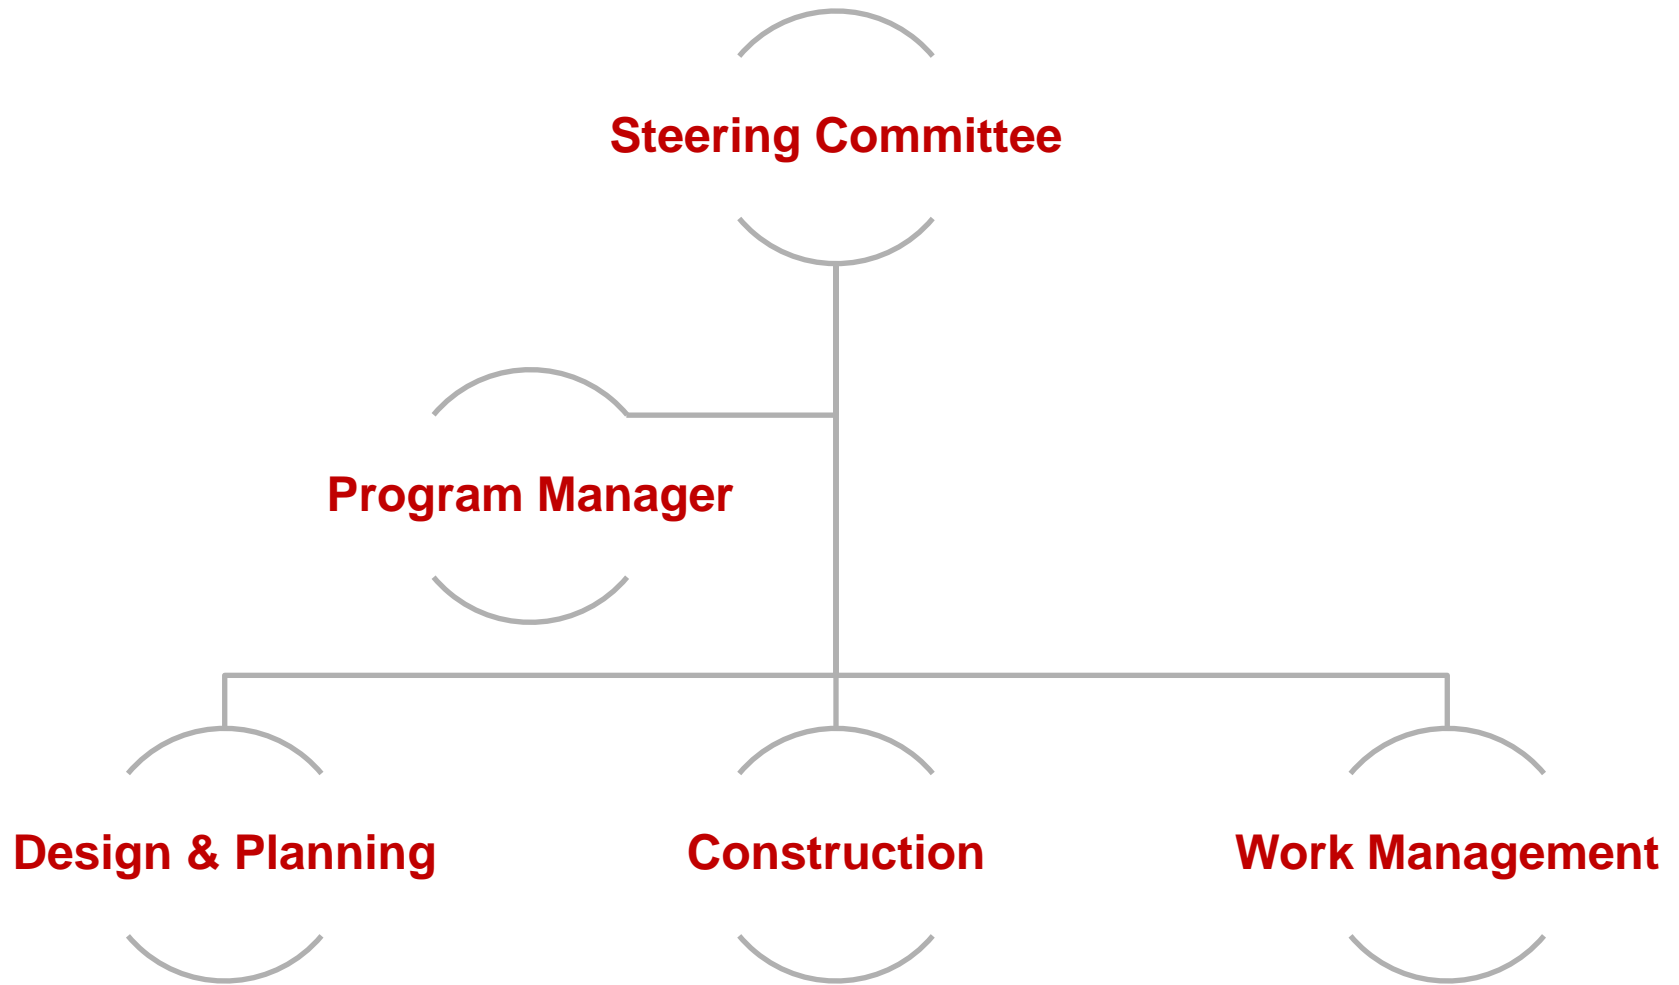 Steering Committee
Program Manager
Design & Planning
Construction
Work Management